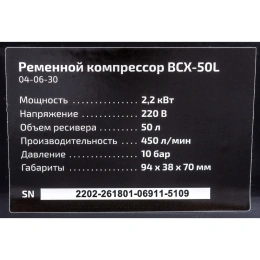 Ременной компрессор BCX-50L
04-06-30
Мощность > 2,2 кВт
Напряжение > 220 В
Объем ресивера > 50 л
Производительность > 450 л/мин
Давление > 10 бар
Габариты > 94 x 38 x 70 мм
SN 2202-261801-06911-5109